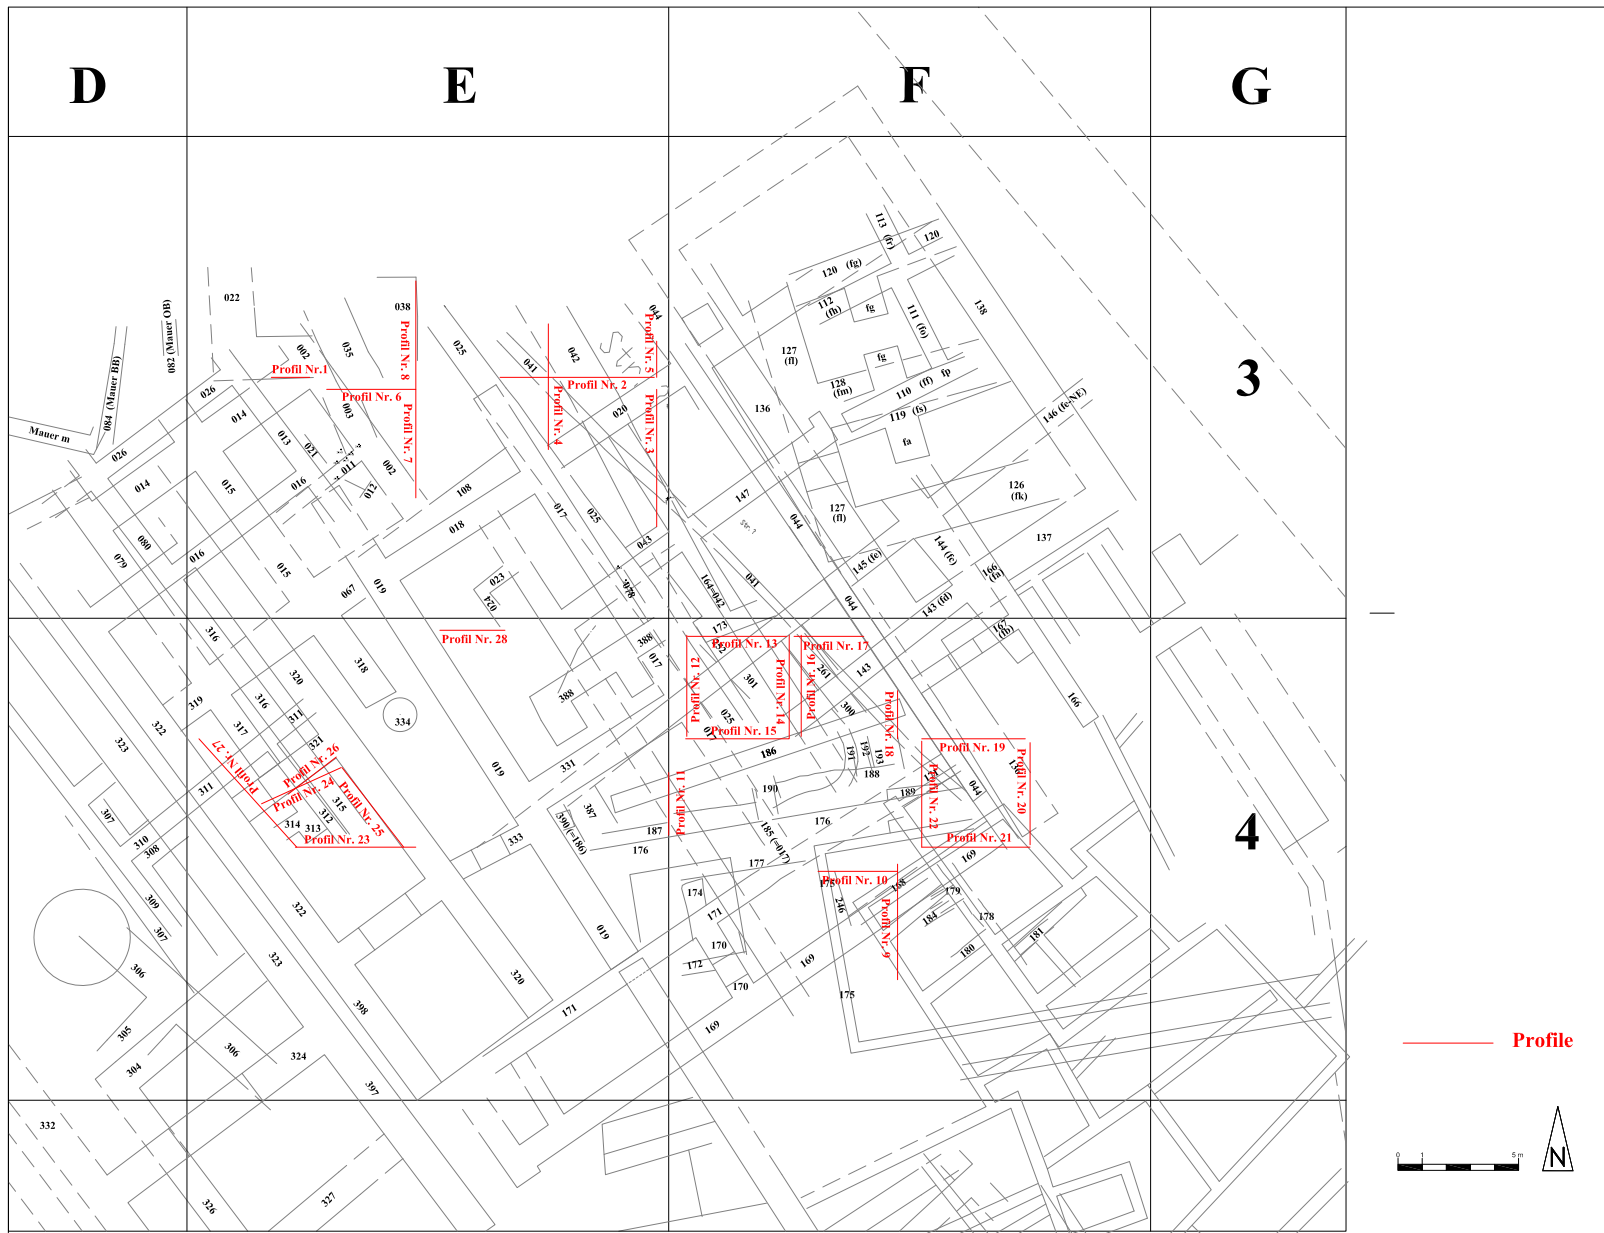 D
E
F
G
3
4
113 (fr)
120
120 (fg)
022
038
044
112
(fh)
fg
111 (fo)
138
082 (Mauer OB)
084 (Mauer BB)
002
035
Profil Nr. 8
025
041
042
Profil Nr. 5
127
(fl)
fg
Profil Nr.1
Profil Nr. 2
128
(fm)
110 (ff)
fp
026
Profil Nr. 6
003
Profil Nr. 7
Profil Nr. 4
020
Profil Nr. 3
136
119 (fs)
146 (fe-NE)
014
Mauer m
013
021
fa
026
011
002
014
015
016
012
108
147
126
(fk)
017
025
127
(fl)
044
Str. ?
018
137
080
043
079
016
015
144 (fe)
145 (fe)
166
(fa)
019
023
078
041
067
024
164=042
044
143 (fd)
173
167
(fb)
316
Profil Nr. 28
388
Profil Nr. 13
Profil Nr. 17
318
017
Profil Nr. 12
Profil Nr. 14
Profil Nr. 16
261
143
320
301
319
316
388
166
311
334
025
300
322
317
017
Profil Nr. 15
Profil Nr. 18
323
321
186
191
192
193
Profil Nr. 19
Profil Nr. 27
Profil Nr. 26
331
019
188
311
Profil Nr. 24
190
189
Profil Nr. 22
044
Profil Nr. 20
315
Profil Nr. 25
387
Profil Nr. 11
307
312
314
313
390 (=186)
187
176
185 (=017)
310
Profil Nr. 23
333
176
Profil Nr. 21
308
177
169
Profil Nr. 10
175
168
309
174
179
322
246
171
184
178
307
Profil Nr. 9
019
181
170
180
323
169
172
306
320
170
175
398
171
305
169
306
324
Profile
304
397
332
N
0
1
5 m
326
327